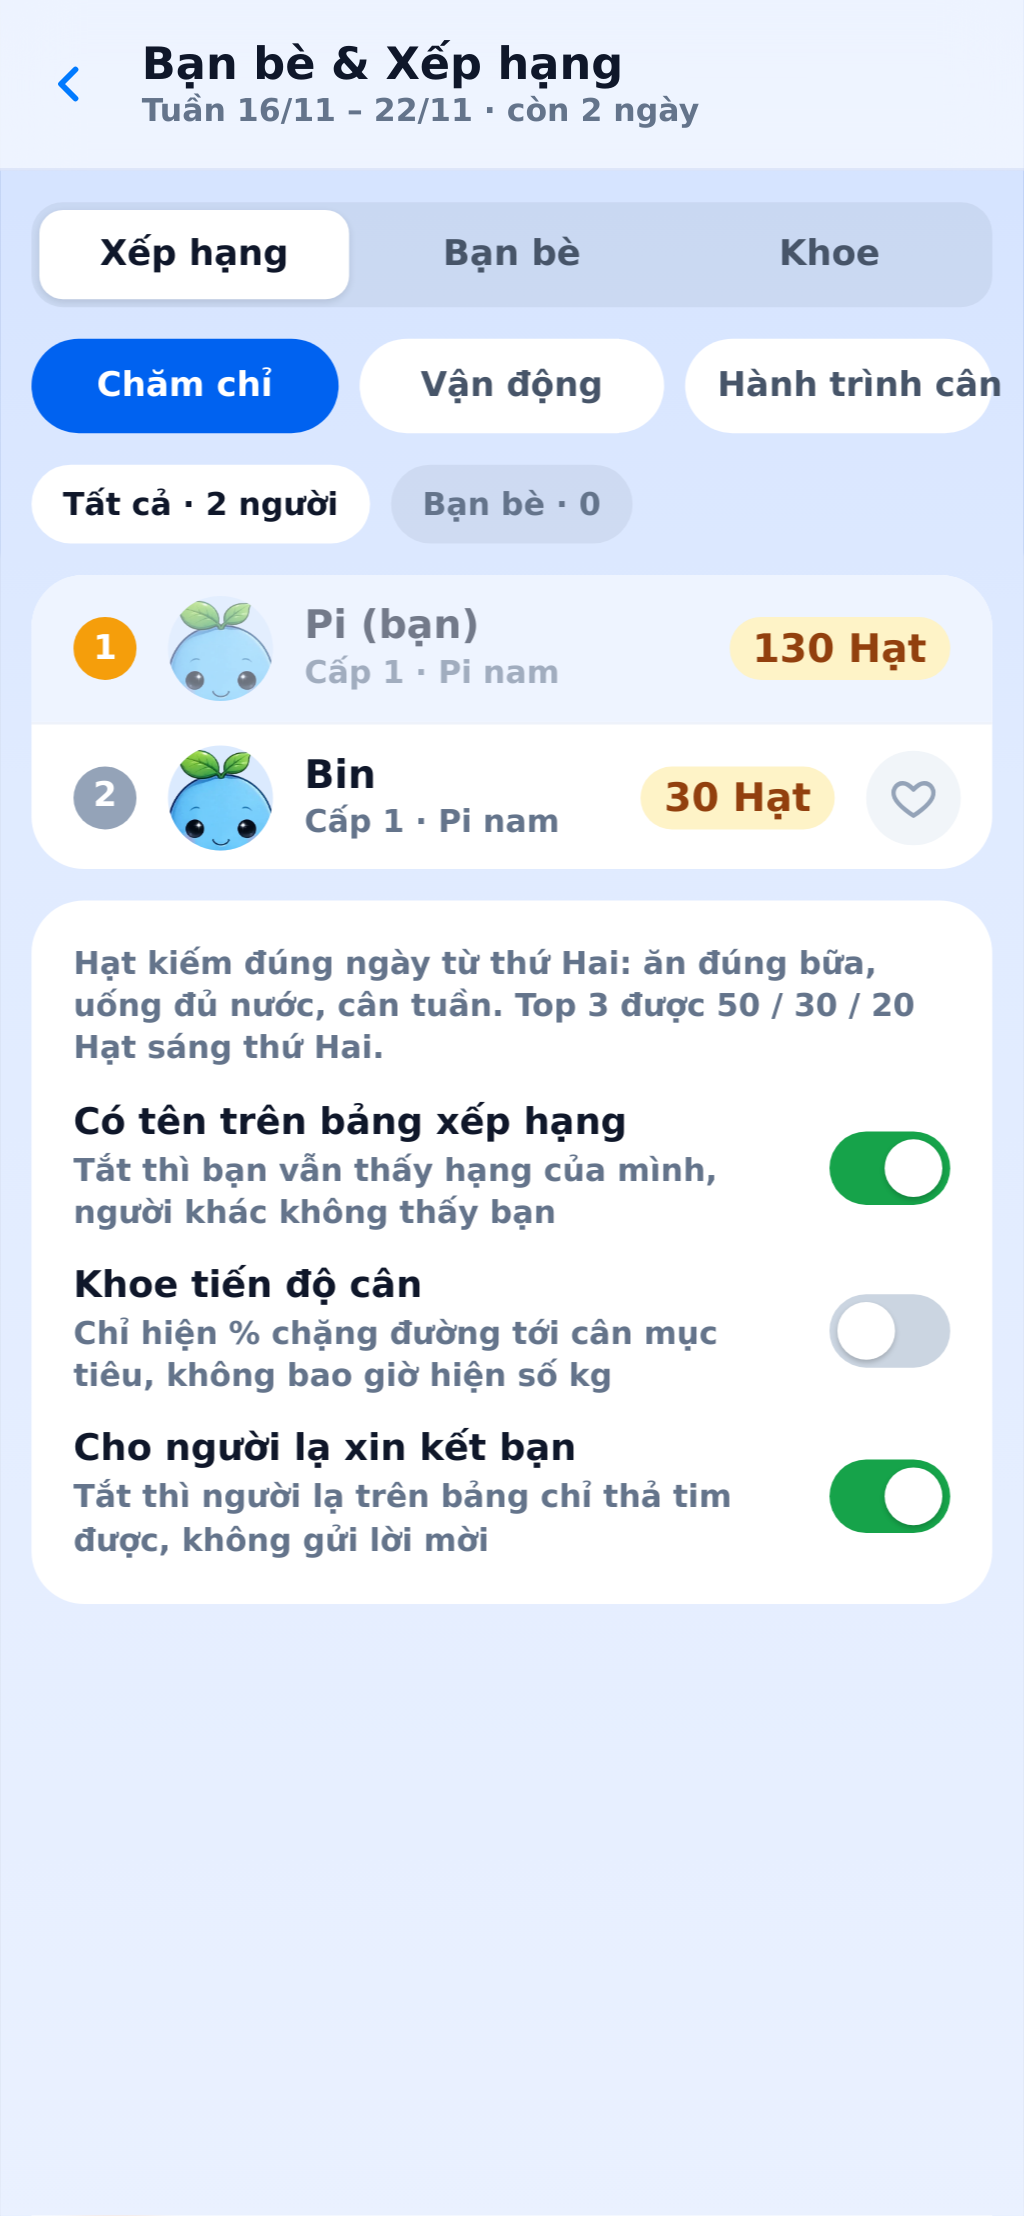 Bạn bè & Xếp hạng
Tuần 16/11 – 22/11 · còn 2 ngày
Xếp hạng
Bạn bè
Khoe
Chăm chỉ
Vận động
Hành trình cân
Tất cả · 2 người
Bạn bè · 0
1
Pi (bạn)
Cấp 1 · Pi nam
130 Hạt
2
Bin
Cấp 1 · Pi nam
30 Hạt
Hạt kiếm đúng ngày từ thứ Hai: ăn đúng bữa,
uống đủ nước, cân tuần. Top 3 được 50 / 30 / 20
Hạt sáng thứ Hai.
Có tên trên bảng xếp hạng
Tắt thì bạn vẫn thấy hạng của mình,
người khác không thấy bạn
Khoe tiến độ cân
Chỉ hiện % chặng đường tới cân mục
tiêu, không bao giờ hiện số kg
Cho người lạ xin kết bạn
Tắt thì người lạ trên bảng chỉ thả tim
được, không gửi lời mời